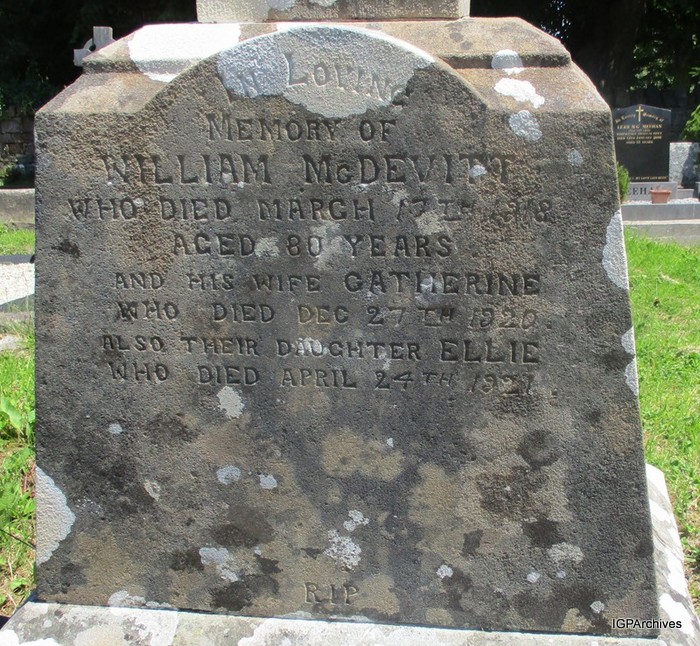 IN LOVING
MEMORY OF
WILLIAM McDEVITT
WHO DIED MARCH 17TH 1918
AGED 80 YEARS
AND HIS WIFE CATHERINE
WHO DIED DEC 27TH 1920.
ALSO THEIR DAUGHTER ELLIE
WHO DIED APRIL 24TH 1921.
RIP
IGPArchives